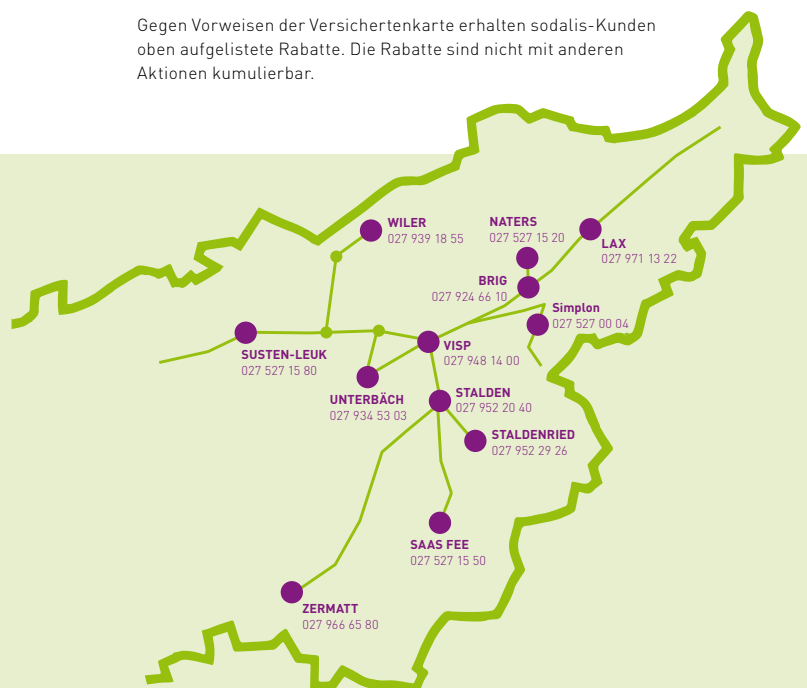 Gegen Vorweisen der Versichertenkarte erhalten sodalis-Kunden
oben aufgelistete Rabatte. Die Rabatte sind nicht mit anderen
Aktionen kumulierbar.
WILER
027 939 18 55
NATERS
027 527 15 20
LAX
027 971 13 22
BRIG
027 924 66 10
Simplon
027 527 00 04
SUSTEN-LEUK
027 527 15 80
VISP
027 948 14 00
UNTERBÄCH
027 934 53 03
STALDEN
027 952 20 40
STALDENRIED
027 952 29 26
SAAS FEE
027 527 15 50
ZERMATT
027 966 65 80